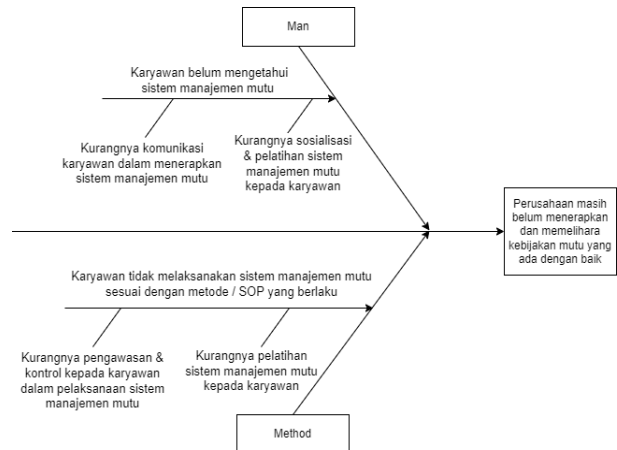 Man
Karyawan belum mengetahui
sistem manajemen mutu
Kurangnya komunikasi
karyawan dalam menerapkan
sistem manajemen mutu
Kurangnya sosialisasi
& pelatihan sistem
manajemen mutu
kepada karyawan
Perusahaan masih
belum menerapkan
dan memelihara
kebijakan mutu yang
ada dengan baik
Karyawan tidak melaksanakan sistem manajemen mutu
sesuai dengan metode / SOP yang berlaku
Kurangnya pengawasan &
kontrol kepada karyawan
dalam pelaksanaan sistem
manajemen mutu
Kurangnya pelatihan
sistem manajemen mutu
kepada karyawan
Method